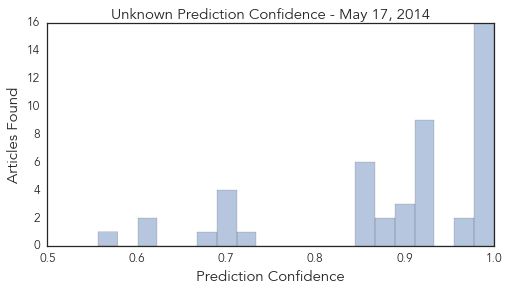 Unknown Prediction Confidence - May 17, 2014
16
14
12
10
8
6
4
2
0
Articles Found
0.5 0.6 0.7 0.8 0.9 1.0
Prediction Confidence